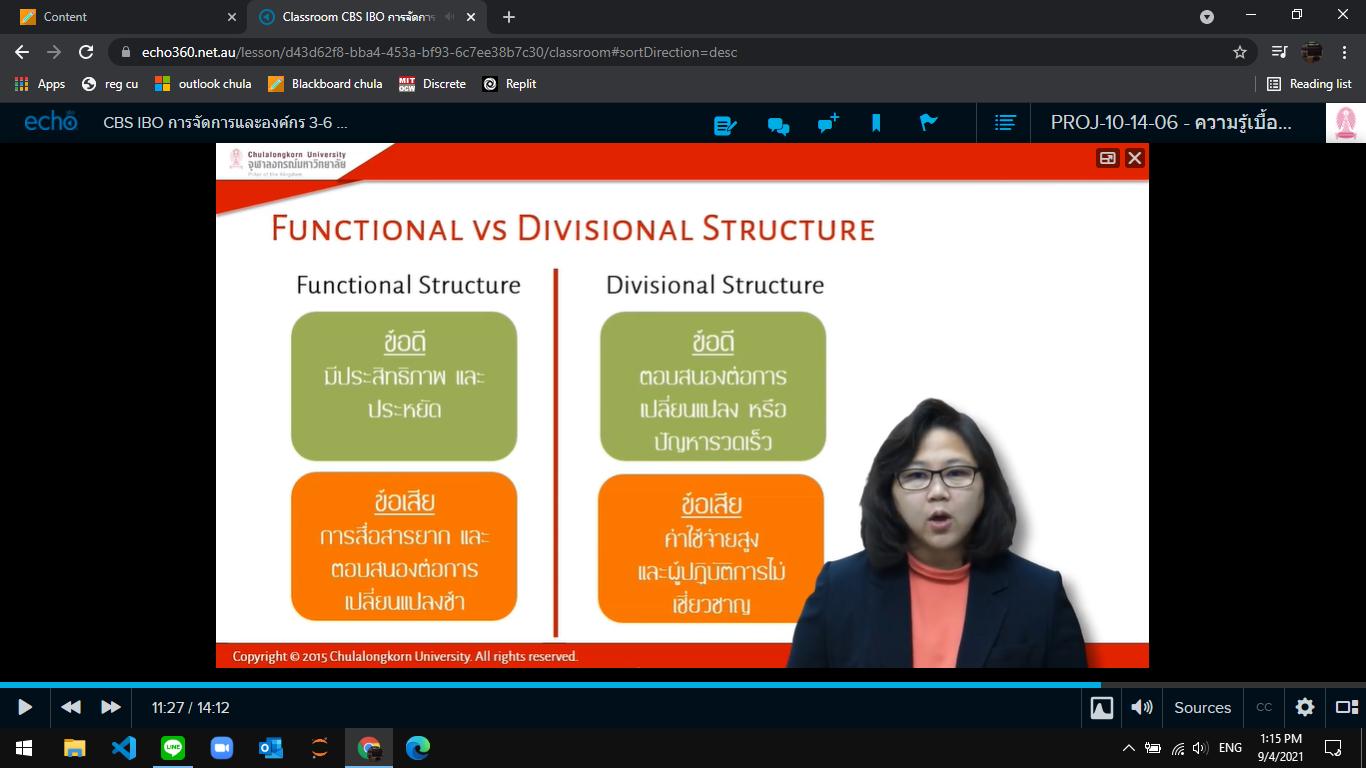 Content
Classroom CBS IBO การจัดการ
echo360.net.au/lesson/d43d62f8-bba4-453a-bf93-6c7ee38b7c30/classroom#sortDirection=desc
Apps
reg cu
outlook chula
Blackboard chula
MIT OCW
Discrete
Replit
Reading list
echo
CBS IBO การจัดการและองค์กร 3-6 ...
PROJ-10-14-06 - ความรู้เบื้อ...
Chulalongkorn University
จุฬาลงกรณ์มหาวิทยาลัย
Pillar of the Kingdom
FUNCTIONAL VS DIVISIONAL STRUCTURE
Functional Structure
ข้อดี
มีประสิทธิภาพ และ
ประหยัด
ข้อเสีย
การสื่อสารยาก และ
ตอบสนองต่อการ
เปลี่ยนแปลงช้า
Divisional Structure
ข้อดี
ตอบสนองต่อการ
เปลี่ยนแปลง หรือ
ปัญหารวดเร็ว
ข้อเสีย
ค่าใช้จ่ายสูง
และผู้ปฏิบัติการไม่
เชี่ยวชาญ
Copyright © 2015 Chulalongkorn University. All rights reserved.
11:27 / 14:12
Sources
CC
LINE
ENG
1:15 PM
9/4/2021